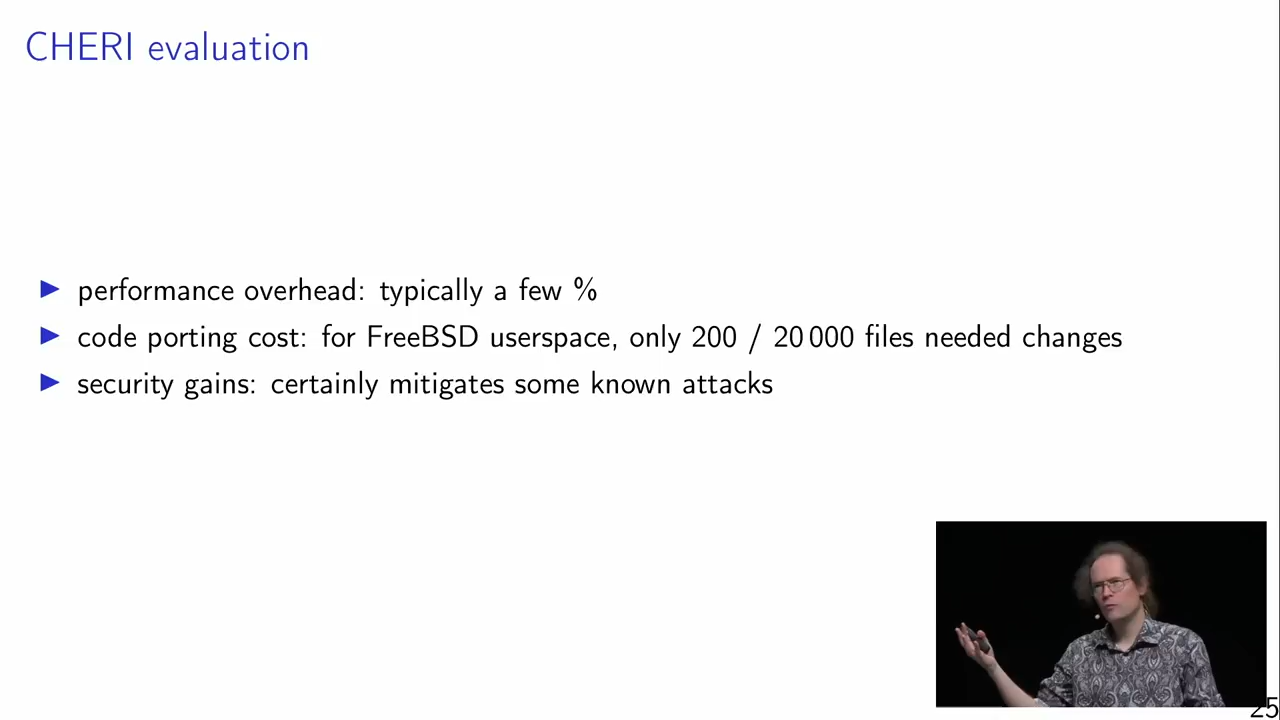 CHERI evaluation
▶ performance overhead: typically a few %
▶ code porting cost: for FreeBSD userspace, only 200 / 20 000 files needed changes
▶ security gains: certainly mitigates some known attacks
25